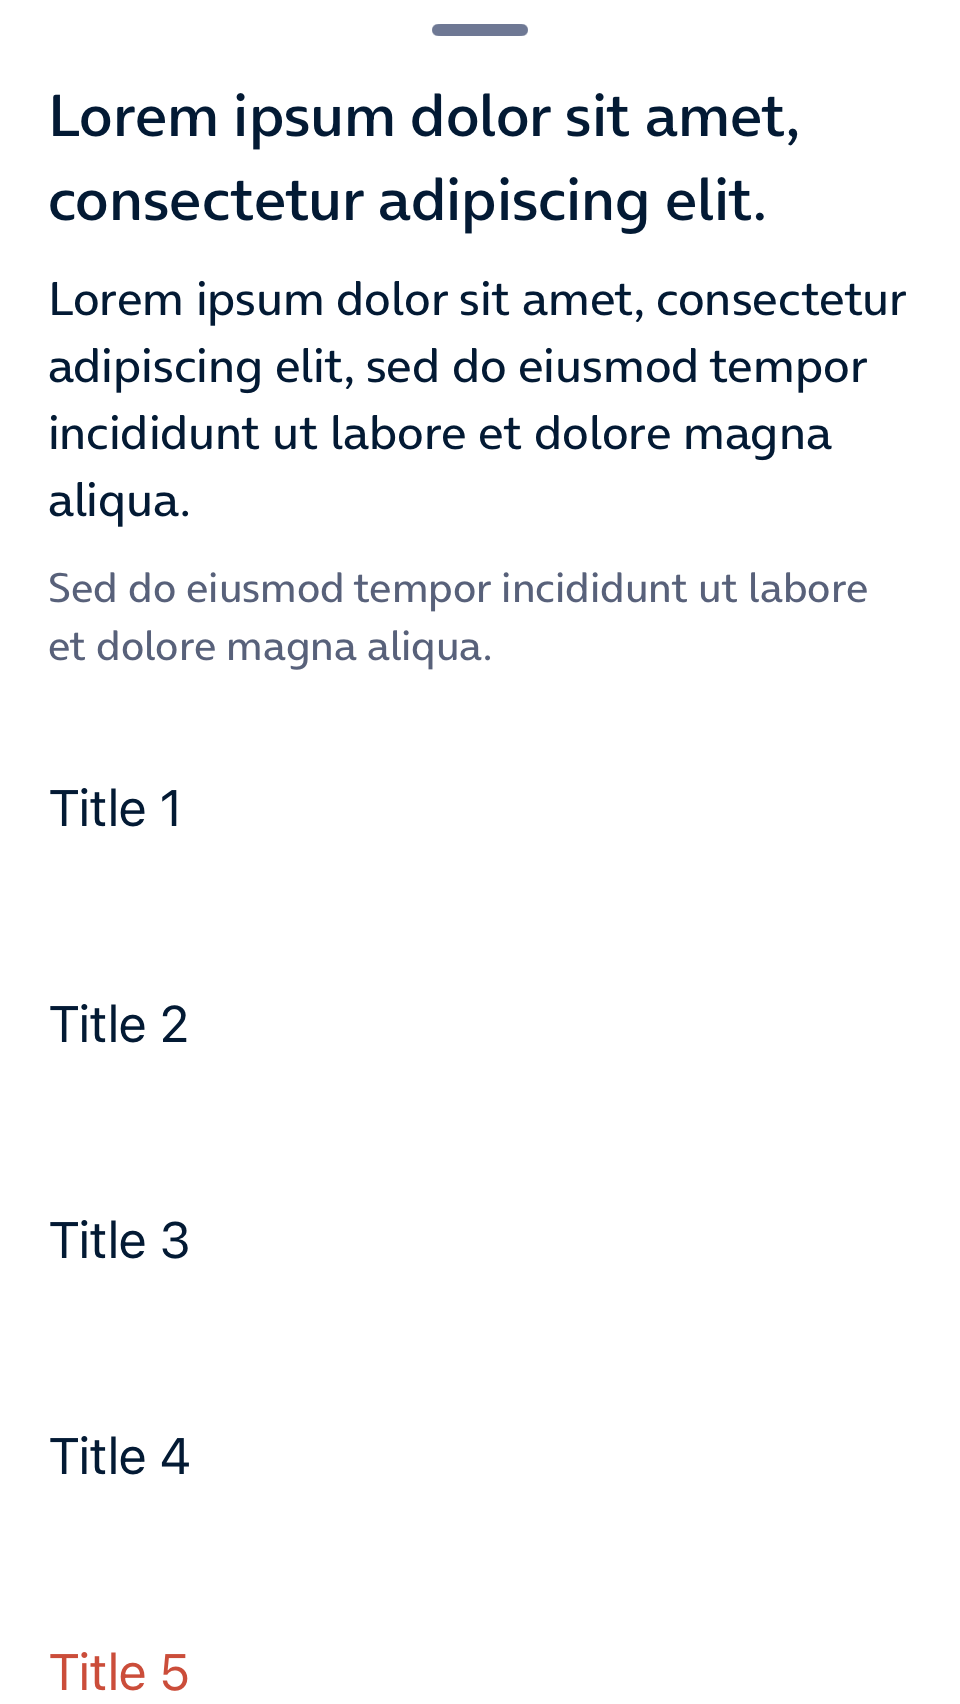 Lorem ipsum dolor sit amet,
consectetur adipiscing elit.
Lorem ipsum dolor sit amet, consectetur
adipiscing elit, sed do eiusmod tempor
incididunt ut labore et dolore magna
aliqua.
Sed do eiusmod tempor incididunt ut labore
et dolore magna aliqua.
Title 1
Title 2
Title 3
Title 4
Title 5